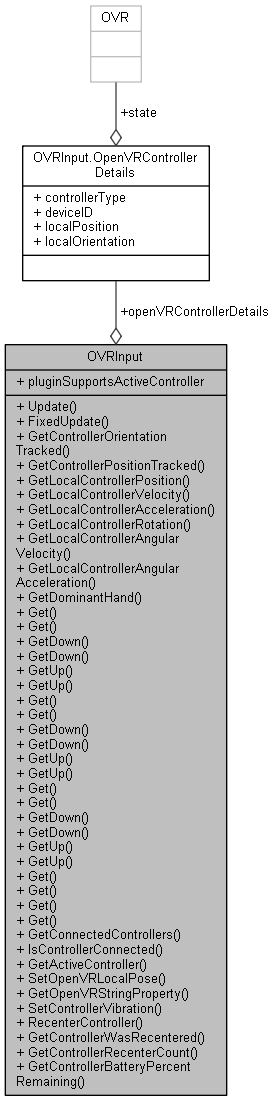 OVR
+state
OVRInput.OpenVRController
Details
+ controllerType
+ deviceID
+ localPosition
+ localOrientation
+openVRControllerDetails
OVRInput
+ pluginSupportsActiveController
+ Update()
+ FixedUpdate()
+ GetControllerOrientation
Tracked()
+ GetControllerPositionTracked()
+ GetLocalControllerPosition()
+ GetLocalControllerVelocity()
+ GetLocalControllerAcceleration()
+ GetLocalControllerRotation()
+ GetLocalControllerAngular
Velocity()
+ GetLocalControllerAngular
Acceleration()
+ GetDominantHand()
+ Get()
+ Get()
+ GetDown()
+ GetDown()
+ GetUp()
+ GetUp()
+ Get()
+ Get()
+ GetDown()
+ GetDown()
+ GetUp()
+ GetUp()
+ Get()
+ Get()
+ GetDown()
+ GetDown()
+ GetUp()
+ GetUp()
+ Get()
+ Get()
+ Get()
+ Get()
+ GetConnectedControllers()
+ IsControllerConnected()
+ GetActiveController()
+ SetOpenVRLocalPose()
+ GetOpenVRStringProperty()
+ SetControllerVibration()
+ RecenterController()
+ GetControllerWasRecentered()
+ GetControllerRecenterCount()
+ GetControllerBatteryPercent
Remaining()